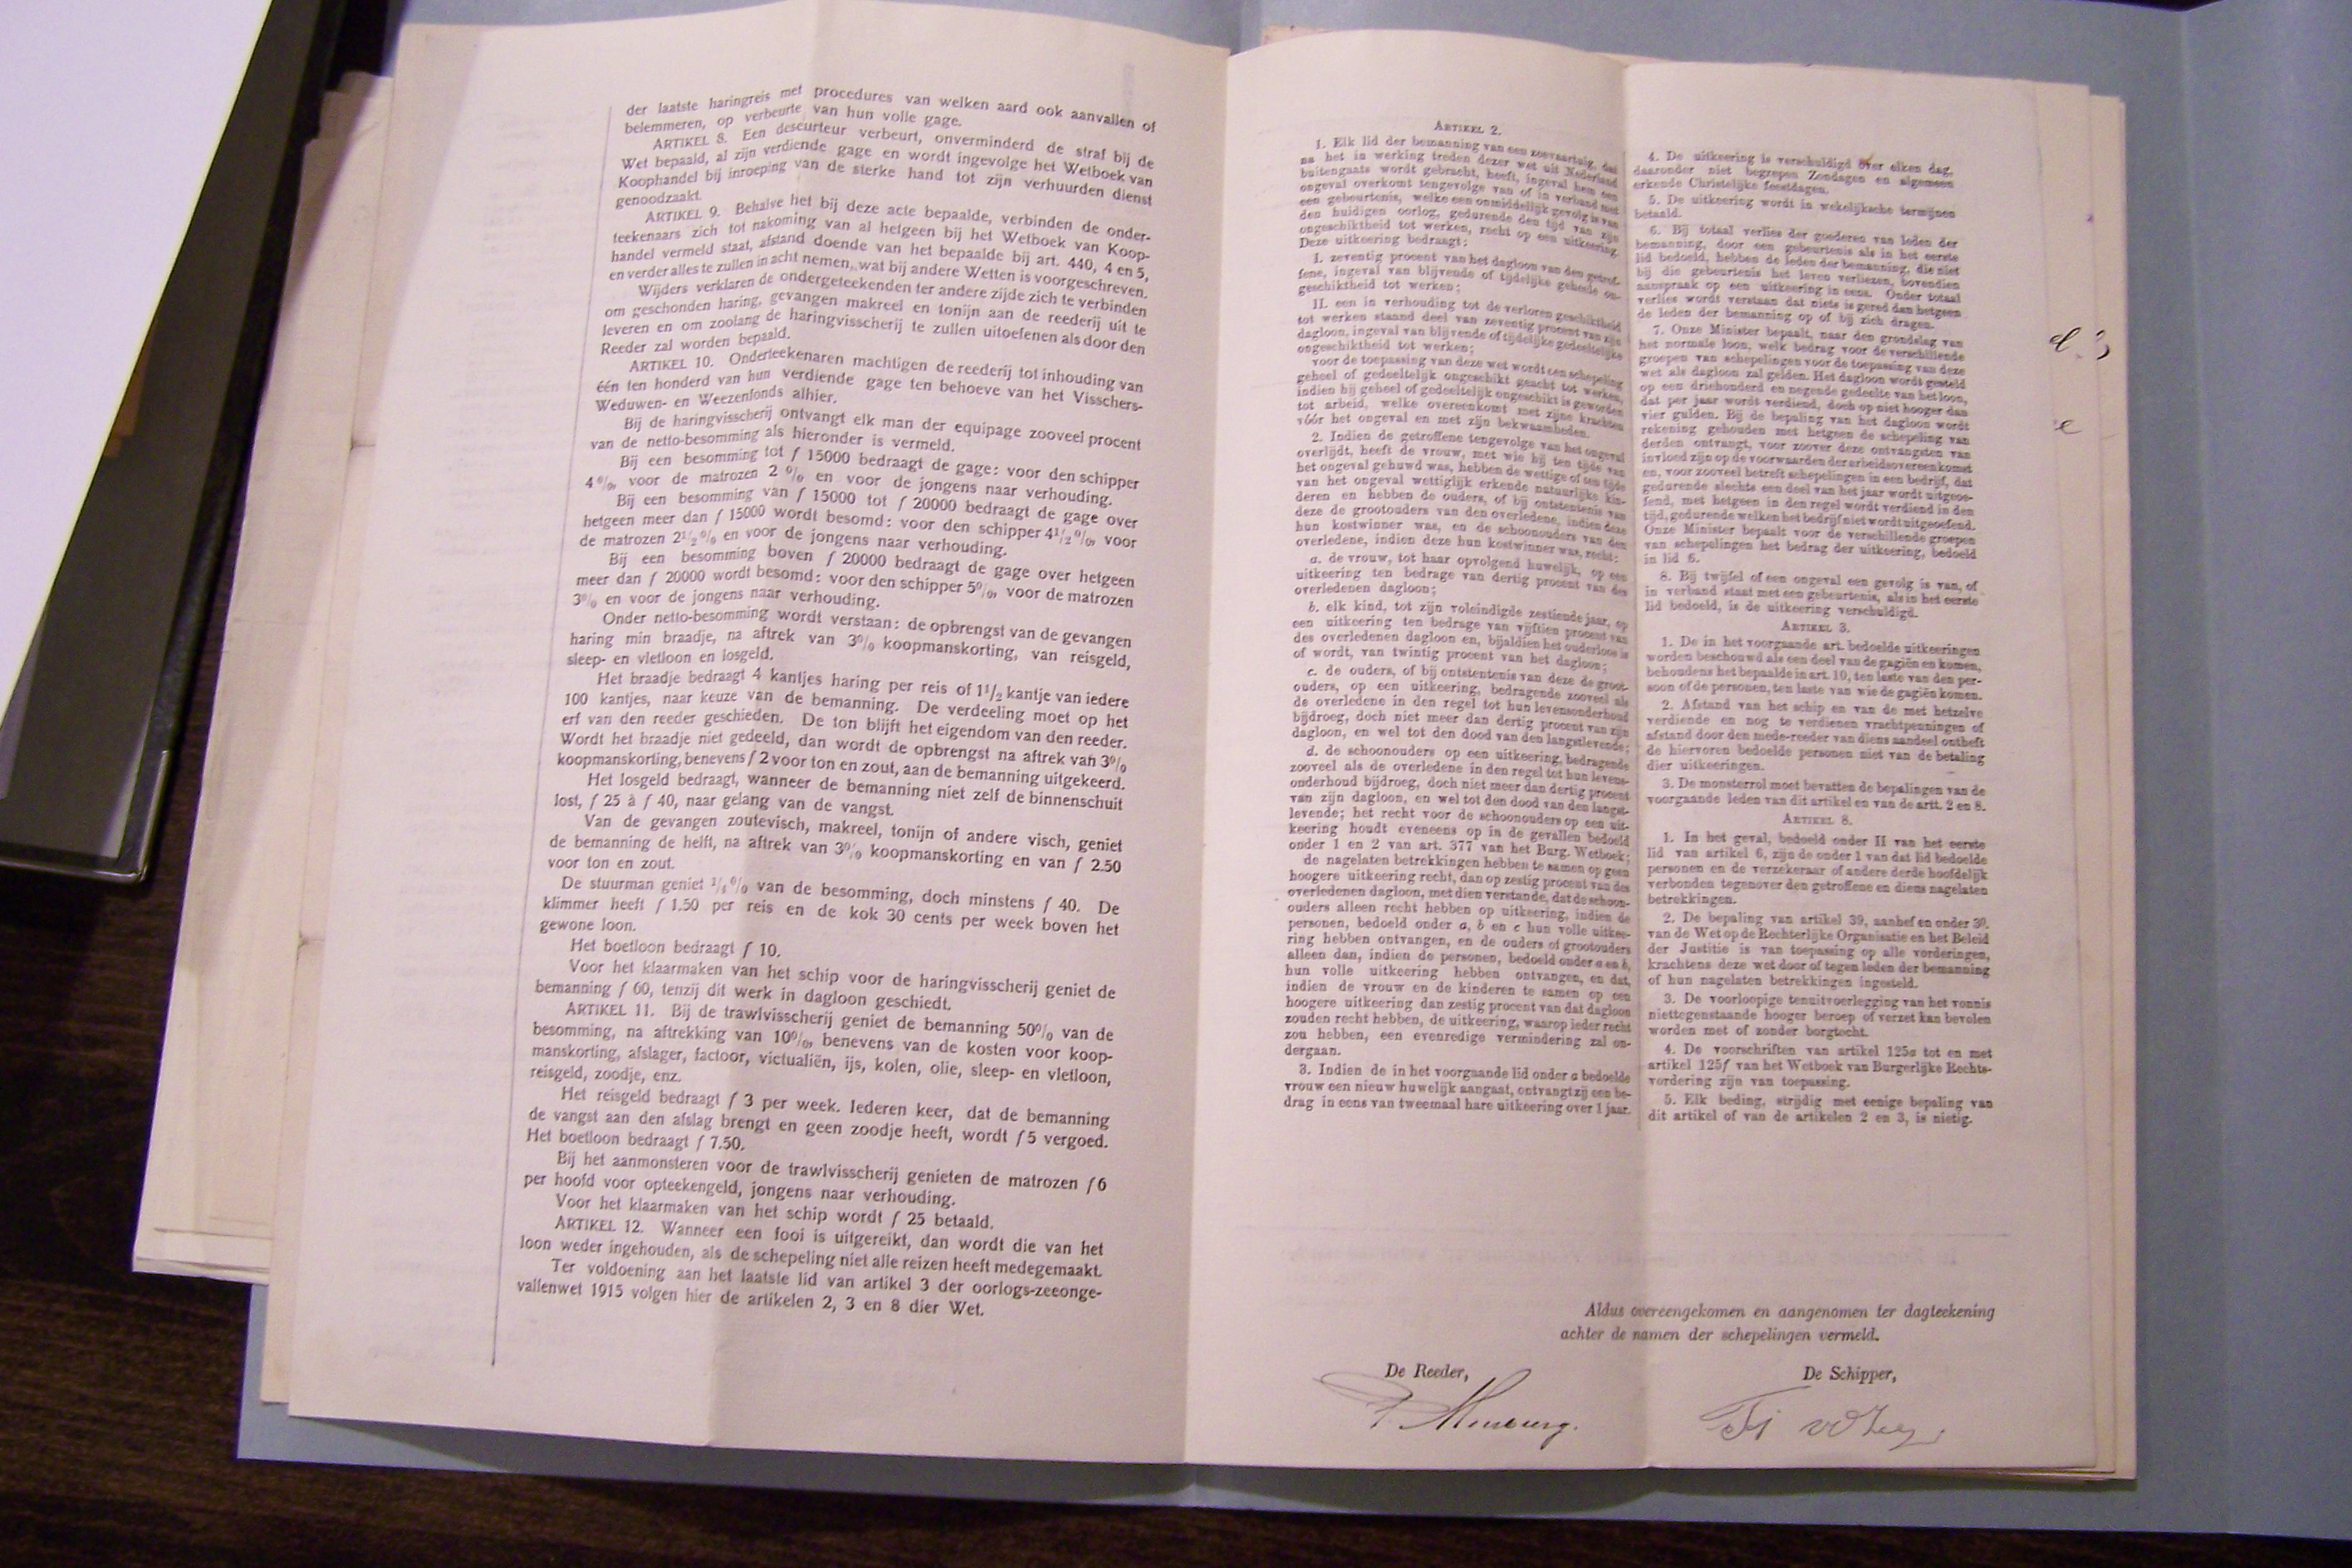 der laatste haringreis met procedures van welken aard ook aanvallen of
belemmeren, op verbeurte van hun volle gage.
ARTIKEL 8. Een deseurteur verbeurt, onverminderd de straf bij de
Wet bepaald, al zijn verdiende gage en wordt ingevolge het Wetboek van
Koophandel bij inroeping van de sterke hand tot zijn verhuurden dienst
genoodzaakt.
ARTIKEL 9. Behalve het bij deze acte bepaalde, verbinden de onder-
teekenaars zich tot nakoming van al hetgeen bij het Wetboek van Koop-
handel vermeld staat, afstand doende van het bepaalde bij art. 440, 4 en 5,
en verder alles te zullen in acht nemen, wat bij andere Wetten is voorgeschreven.
Wijders verklaren de ondergeteekenden ter andere zijde zich te verbinden
om geschonden haring, gevangen makreel en tonijn aan de reederij uit te
leveren en om zoolang de haringvisscherij te zullen uitoefenen als door den
Reeder zal worden bepaald.
ARTIKEL 10. Onderteekenaren machtigen de reederij tot inhouding van
één ten honderd van hun verdiende gage ten behoeve van het Visschers-
Weduwen- en Weezenfonds alhier.
Bij de haringvisscherij ontvangt elk man der equipage zooveel procent
van de netto-besomming als hieronder is vermeld.
Bij een besomming tot f 15000 bedraagt de gage: voor den schipper
4%, voor de matrozen 2 % en voor de jongens naar verhouding.
Bij een besomming van f 15000 tot f 20000 bedraagt de gage over
hetgeen meer dan f 15000 wordt besomd: voor den schipper 4½%, voor
de matrozen 2½% en voor de jongens naar verhouding.
Bij een besomming boven f 20000 bedraagt de gage over hetgeen
meer dan f 20000 wordt besomd: voor den schipper 5%, voor de matrozen
3% en voor de jongens naar verhouding.
Onder netto-besomming wordt verstaan: de opbrengst van de gevangen
haring min braadje, na aftrek van 3% koopmanskorting, van reisgeld,
sleep- en vletloon en losgeld.
Het braadje bedraagt 4 kantjes haring per reis of 1½ kantje van iedere
100 kantjes, naar keuze van de bemanning. De verdeeling moet op het
erf van den reeder geschieden. De ton blijft het eigendom van den reeder.
Wordt het braadje niet gedeeld, dan wordt de opbrengst na aftrek van 3%
koopmanskorting, benevens f 2 voor ton en zout, aan de bemanning uitgekeerd.
Het losgeld bedraagt, wanneer de bemanning niet zelf de binnenschuit
lost, f 25 à f 40, naar gelang van de vangst.
Van de gevangen zoutevisch, makreel, tonijn of andere visch, geniet
de bemanning de helft, na aftrek van 3% koopmanskorting en van f 2.50
voor ton en zout.
De stuurman geniet ¼% van de besomming, doch minstens f 40. De
klimmer heeft f 1.50 per reis en de kok 30 cents per week boven het
gewone loon.
Het boetloon bedraagt f 10.
Voor het klaarmaken van het schip voor de haringvisscherij geniet de
bemanning f 60, tenzij dit werk in dagloon geschiedt.
ARTIKEL 11. Bij de trawlvisscherij geniet de bemanning 50% van de
besomming, na aftrekking van 10%, benevens van de kosten voor koop-
manskorting, afslager, factoor, victualiën, ijs, kolen, olie, sleep- en vletloon,
reisgeld, zoodje, enz.
Het reisgeld bedraagt f 3 per week. Iederen keer, dat de bemanning
de vangst aan den afslag brengt en geen zoodje heeft, wordt f 5 vergoed.
Het boetloon bedraagt f 7.50.
Bij het aanmonsteren voor de trawlvisscherij genieten de matrozen f 6
per hoofd voor opteekengeld, jongens naar verhouding.
Voor het klaarmaken van het schip wordt f 25 betaald.
ARTIKEL 12. Wanneer een fooi is uitgereikt, dan wordt die van het
loon weder ingehouden, als de schepeling niet alle reizen heeft medegemaakt.
Ter voldoening aan het laatste lid van artikel 3 der oorlogs-zeeonge-
vallenwet 1915 volgen hier de artikelen 2, 3 en 8 dier Wet.
ARTIKEL 2.
1. Elk lid der bemanning van een zeevaartuig, dat
na het in werking treden dezer wet uit Nederland
buitengaats wordt gebracht, heeft, ingeval hem een
ongeval overkomt tengevolge van of in verband met
een gebeurtenis, welke een onmiddellijk gevolg is van
den huidigen oorlog, gedurende den tijd van zijn
ongeschiktheid tot werken, recht op een uitkeering.
Deze uitkeering bedraagt:
I. zeventig procent van het dagloon van den getrof-
fene, ingeval van blijvende of tijdelijke geheele on-
geschiktheid tot werken;
II. een in verhouding tot de verloren geschiktheid
tot werken staand deel van zeventig procent van zijn
dagloon, ingeval van blijvende of tijdelijke gedeeltelijke
ongeschiktheid tot werken;
voor de toepassing van deze wet wordt een schepeling
geheel of gedeeltelijk ongeschikt geacht tot werken,
indien hij geheel of gedeeltelijk ongeschikt is geworden
tot arbeid, welke overeenkomt met zijne krachten
vóór het ongeval en met zijn bekwaamheden.
2. Indien de getroffene tengevolge van het ongeval
overlijdt, heeft de vrouw, met wie hij ten tijde van
het ongeval gehuwd was, hebben de wettige of ten tijde
van het ongeval wettiglijk erkende natuurlijke kin-
deren en hebben de ouders, of bij ontstentenis van
deze de grootouders van den overledene, indien deze
hun kostwinner was, en de schoonouders van den
overledene, indien deze hun kostwinner was, recht:
a. de vrouw, tot haar opvolgend huwelijk, op een
uitkeering ten bedrage van dertig procent van des
overledenen dagloon;
b. elk kind, tot zijn voleindigde zestiende jaar, op
een uitkeering ten bedrage van vijftien procent van
des overledenen dagloon en, bijaldien het ouderloos is
of wordt, van twintig procent van het dagloon;
c. de ouders, of bij ontstentenis van deze de groot-
ouders, op een uitkeering, bedragende zooveel als
de overledene in den regel tot hun levensonderhoud
bijdroeg, doch niet meer dan dertig procent van zijn
dagloon, en wel tot den dood van den langstlevende;
d. de schoonouders op een uitkeering, bedragende
zooveel als de overledene in den regel tot hun levens-
onderhoud bijdroeg, doch niet meer dan dertig procent
van zijn dagloon, en wel tot den dood van den langst-
levende; het recht voor de schoonouders op een uit-
keering houdt eveneens op in de gevallen bedoeld
onder 1 en 2 van art. 377 van het Burg. Wetboek;
de nagelaten betrekkingen hebben te samen op geen
hoogere uitkeering recht, dan op zestig procent van des
overledenen dagloon, met dien verstande, dat de schoon-
ouders alleen recht hebben op uitkeering, indien de
personen, bedoeld onder a, b en c hun volle uitkee-
ring hebben ontvangen, en de ouders of grootouders
alleen dan, indien de personen, bedoeld onder a en b,
hun volle uitkeering hebben ontvangen, en dat,
indien de vrouw en de kinderen te samen op een
hoogere uitkeering dan zestig procent van dat dagloon
zouden recht hebben, de uitkeering, waarop ieder recht
zou hebben, een evenredige vermindering zal on-
dergaan.
3. Indien de in het voorgaande lid onder a bedoelde
vrouw een nieuw huwelijk aangaat, ontvangt zij een be-
drag in eens van tweemaal hare uitkeering over 1 jaar.
4. De uitkeering is verschuldigd over elken dag,
daaronder niet begrepen Zondagen en algemeen
erkende Christelijke feestdagen.
5. De uitkeering wordt in wekelijksche termijnen
betaald.
6. Bij totaal verlies der goederen van leden der
bemanning, door een gebeurtenis als in het eerste
lid bedoeld, hebben de leden der bemanning, die niet
bij die gebeurtenis het leven verliezen, bovendien
aanspraak op een uitkeering in eens. Onder totaal
verlies wordt verstaan dat niets is gered dan hetgeen
de leden der bemanning op of bij zich dragen.
7. Onze Minister bepaalt, naar den grondslag van
het normale loon, welk bedrag voor de verschillende
groepen van schepelingen voor de toepassing van deze
wet als dagloon zal gelden. Het dagloon wordt gesteld
op een driehonderd en negende gedeelte van het loon,
dat per jaar wordt verdiend, doch op niet hooger dan
vier gulden. Bij de bepaling van het dagloon wordt
rekening gehouden met hetgeen de schepeling van
derden ontvangt, voor zoover deze ontvangsten van
invloed zijn op de voorwaarden der arbeidsovereenkomst
en, voor zooveel betreft schepelingen in een bedrijf, dat
gedurende slechts een deel van het jaar wordt uitgeoe-
fend, met hetgeen in den regel wordt verdiend in den
tijd, gedurende welken het bedrijf niet wordt uitgeoefend.
Onze Minister bepaalt voor de verschillende groepen
van schepelingen het bedrag der uitkeering, bedoeld
in lid 6.
8. Bij twijfel of een ongeval een gevolg is van, of
in verband staat met een gebeurtenis, als in het eerste
lid bedoeld, is de uitkeering verschuldigd.
ARTIKEL 3.
1. De in het voorgaande art. bedoelde uitkeeringen
worden beschouwd als een deel van de gagiën en komen,
behoudens het bepaalde in art. 10, ten laste van den per-
soon of de personen, ten laste van wie de gagiën komen.
2. Afstand van het schip en van de met hetzelve
verdiende en nog te verdienen vrachtpenningen of
afstand door den mede-reeder van diens aandeel ontheft
de hiervoren bedoelde personen niet van de betaling
dier uitkeeringen.
3. De monsterrol moet bevatten de bepalingen van de
voorgaande leden van dit artikel en van de artt. 2 en 8.
ARTIKEL 8.
1. In het geval, bedoeld onder II van het eerste
lid van artikel 6, zijn de onder 1 van dat lid bedoelde
personen en de verzekeraar of andere derde hoofdelijk
verbonden tegenover den getroffene en diens nagelaten
betrekkingen.
2. De bepaling van artikel 39, aanhef en onder 3º.
van de Wet op de Rechterlijke Organisatie en het Beleid
der Justitie is van toepassing op alle vorderingen,
krachtens deze wet door of tegen leden der bemanning
of hun nagelaten betrekkingen ingesteld.
3. De voorloopige tenuitvoerlegging van het vonnis
niettegenstaande hooger beroep of verzet kan bevolen
worden met of zonder borgtocht.
4. De voorschriften van artikel 125a tot en met
artikel 125f van het Wetboek van Burgerlijke Rechts-
vordering zijn van toepassing.
5. Elk beding, strijdig met eenige bepaling van
dit artikel of van de artikelen 2 en 3, is nietig.
Aldus overeengekomen en aangenomen ter dagteekening
achter de namen der schepelingen vermeld.
De Reeder,
De Schipper,